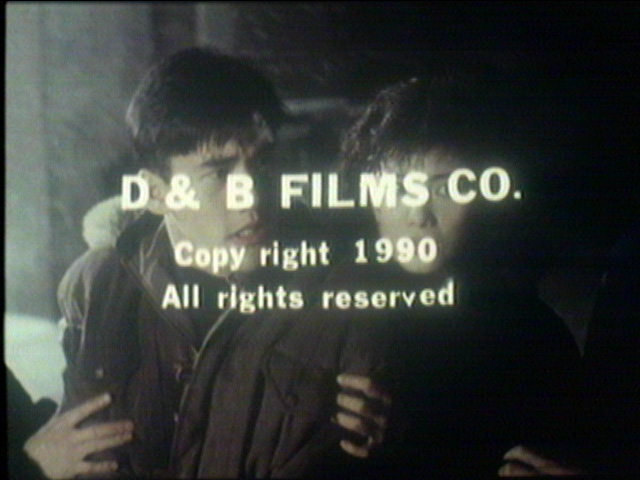 D & B FILMS CO.
Copy right 1990
All rights reserved